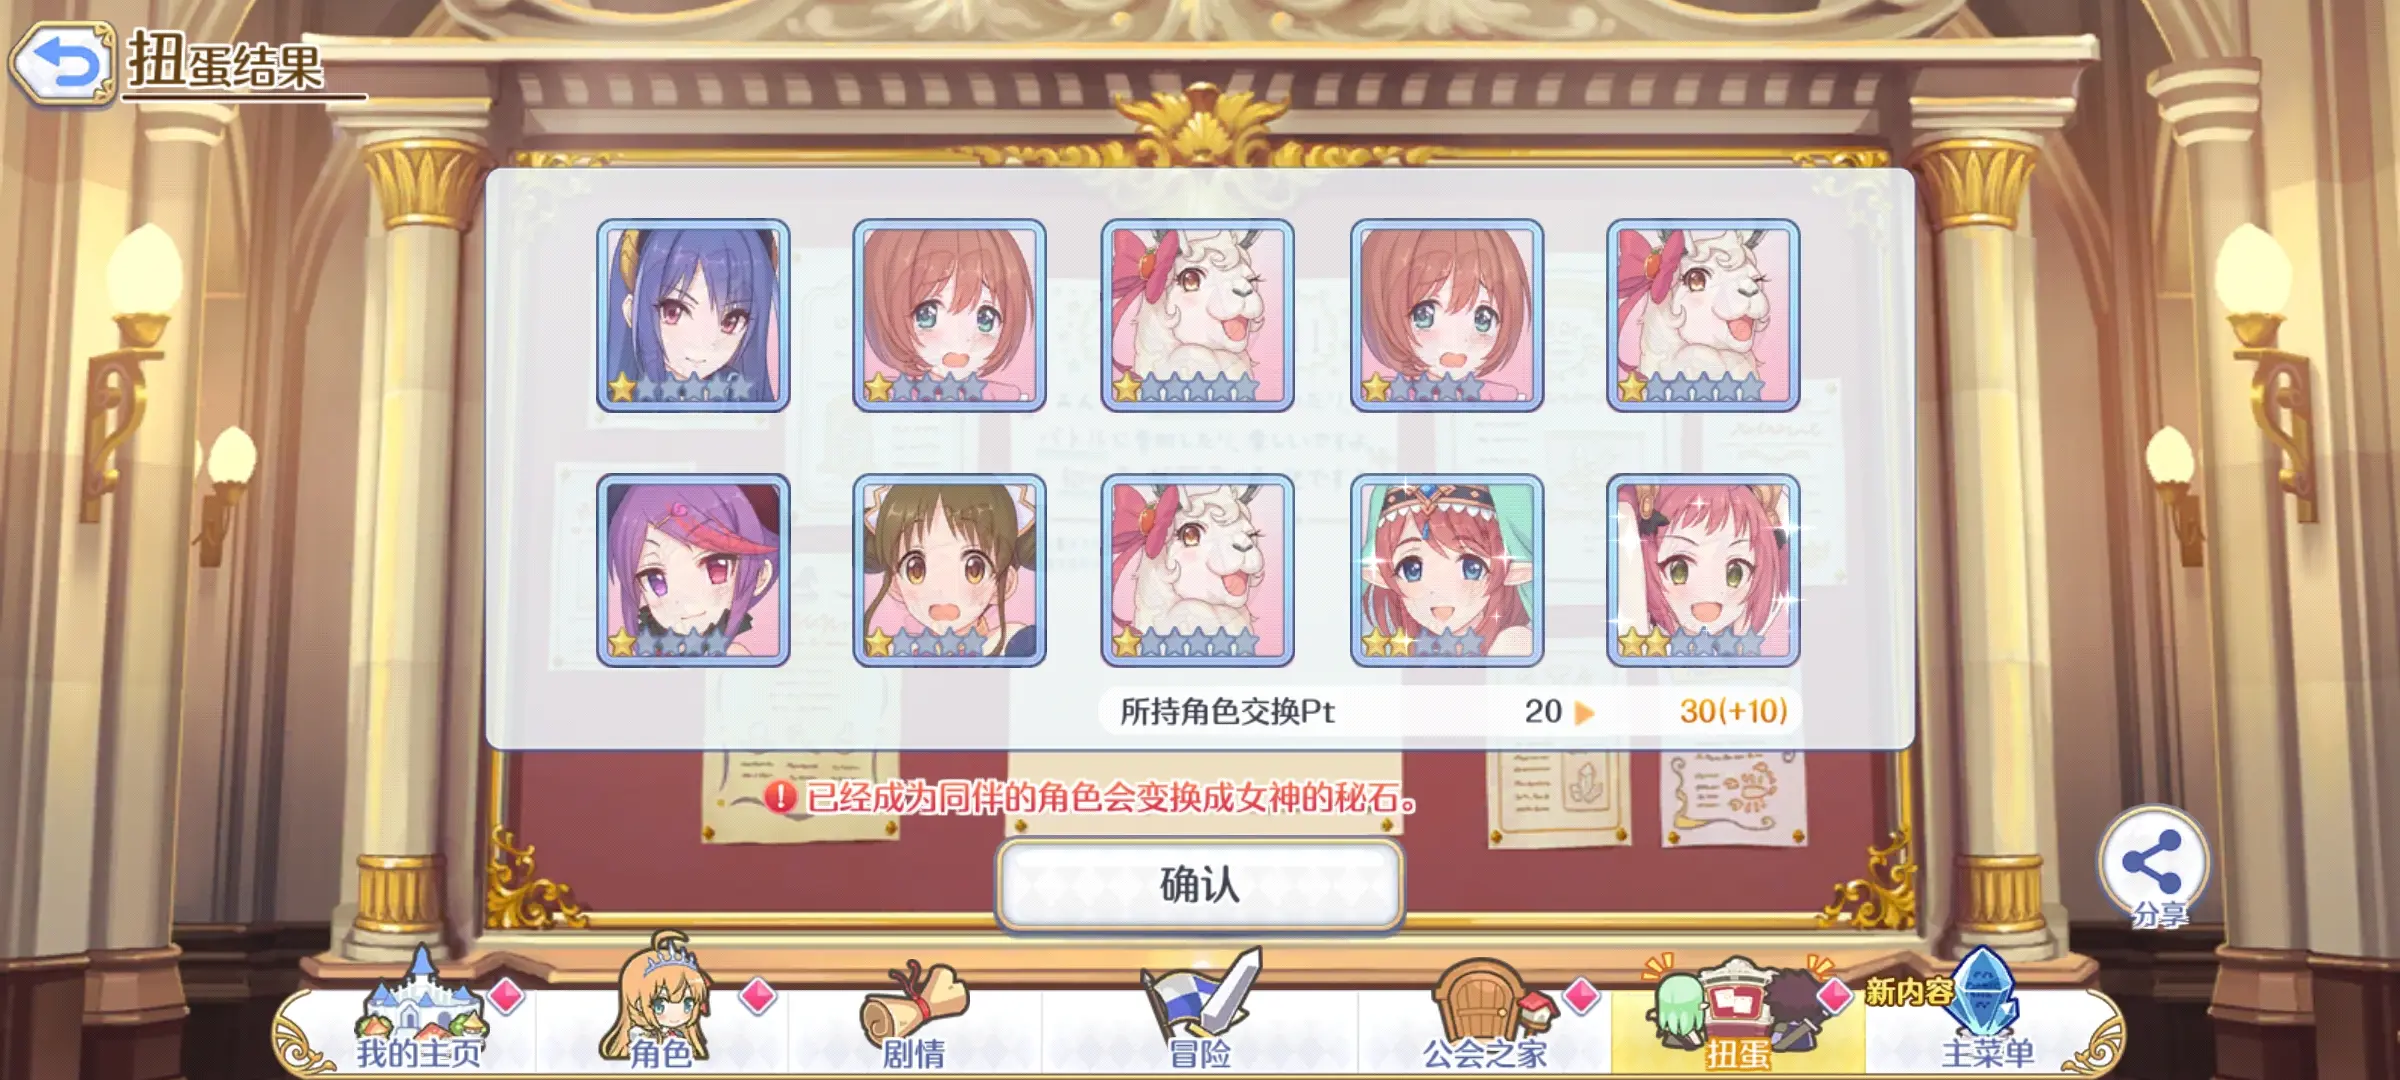 扭蛋结果
所持角色交换Pt 20 30(+10)
已经成为同伴的角色会变换成女神的秘石。
确认
分享
新内容
我的主页
角色
剧情
冒险
公会之家
扭蛋
主菜单